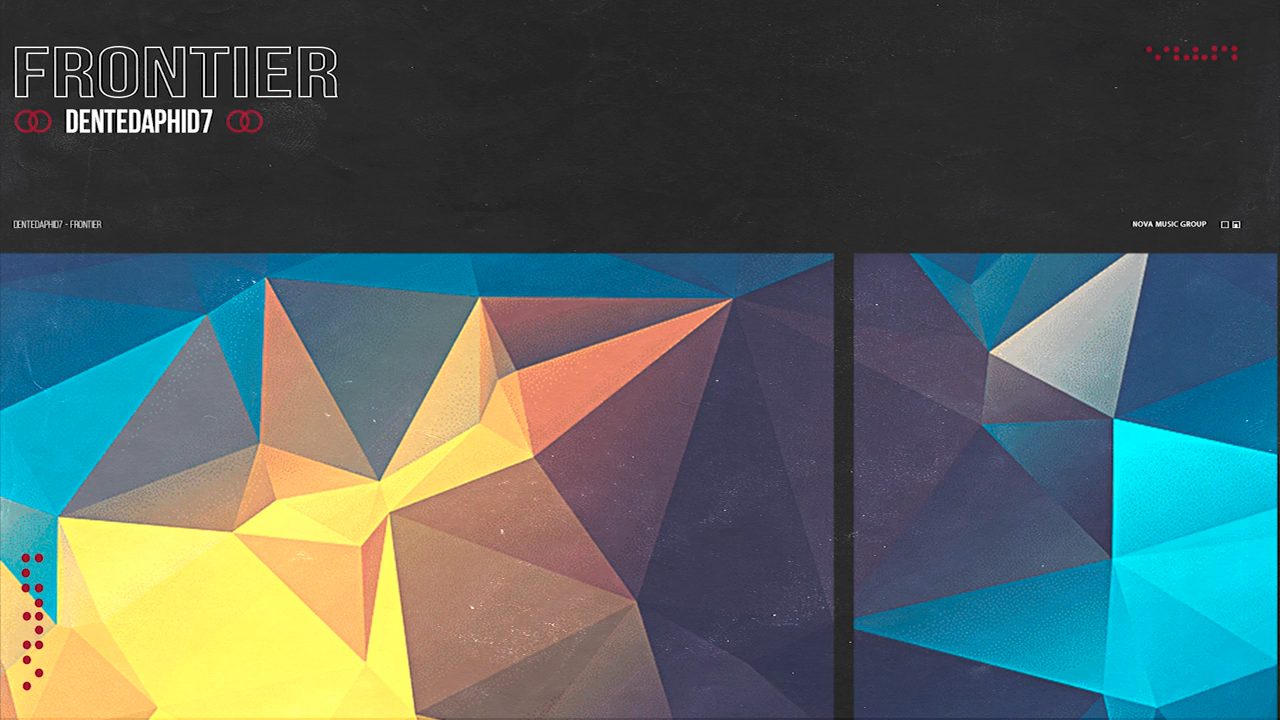 FRONTIER
DENTEDAPHID7
DENTEDAPHID7 - FRONTIER
NOVA MUSIC GROUP